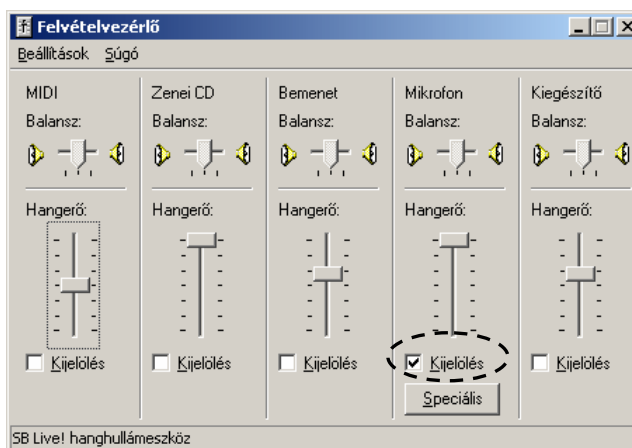 Felvételvezérlő
Beállítások Súgó
MIDI Zenei CD Bemenet Mikrofon Kiegészítő
Balansz: Balansz: Balansz: Balansz: Balansz:
Hangerő: Hangerő: Hangerő: Hangerő: Hangerő:
Kijelölés Kijelölés Kijelölés Kijelölés Kijelölés
Speciális
SB Live! hanghullámeszköz